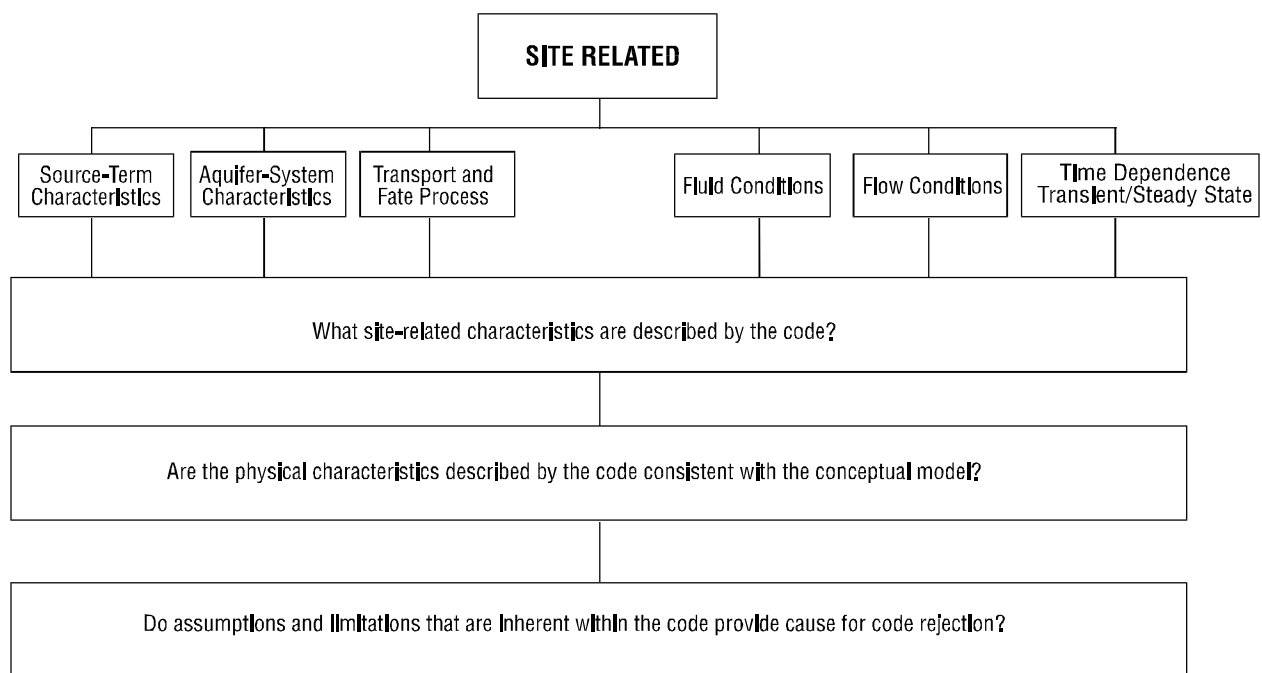 SITE RELATED
Source-Term
Characteristics
Aquifer-System
Characteristics
Transport and
Fate Process
Fluid Conditions
Flow Conditions
Time Dependence
Transient/Steady State
What site-related characteristics are described by the code?
Are the physical characteristics described by the code consistent with the conceptual model?
Do assumptions and limitations that are inherent within the code provide cause for code rejection?